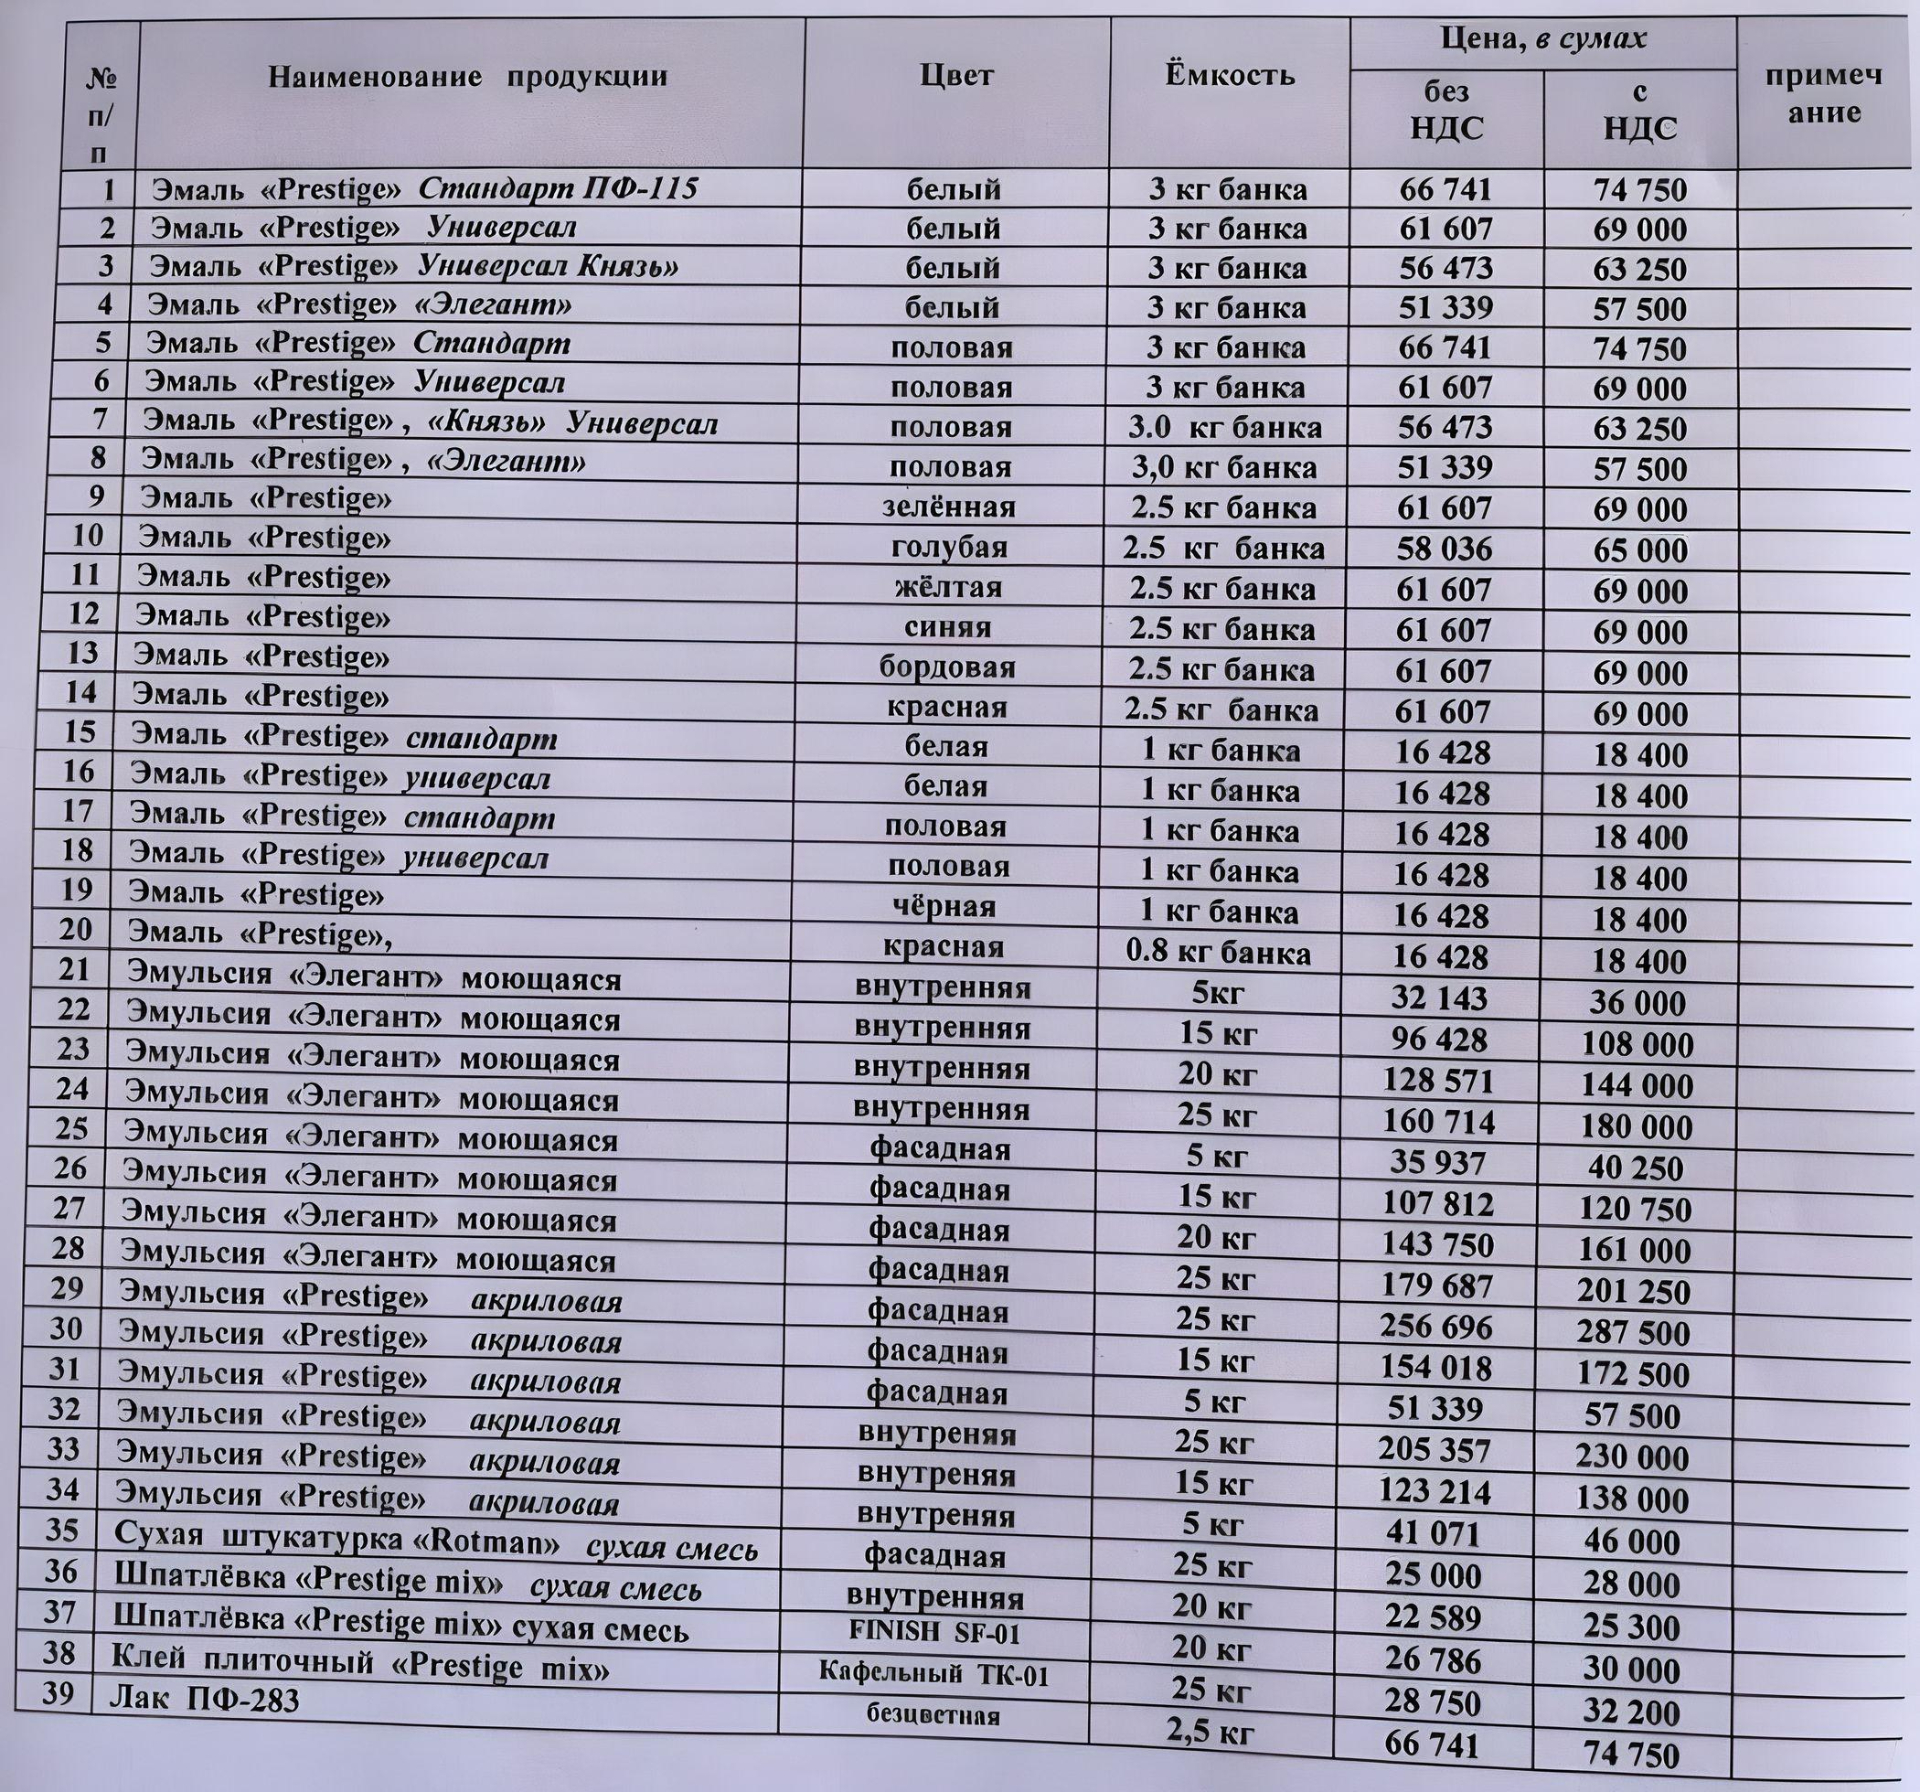 № п/п Наименование продукции Цвет Ёмкость Цена, в сумах примечание
без НДС с НДС
1 Эмаль «Prestige» Стандарт ПФ-115 белый 3 кг банка 66 741 74 750
2 Эмаль «Prestige» Универсал белый 3 кг банка 61 607 69 000
3 Эмаль «Prestige» Универсал Князь» белый 3 кг банка 56 473 63 250
4 Эмаль «Prestige» «Элегант» белый 3 кг банка 51 339 57 500
5 Эмаль «Prestige» Стандарт половая 3 кг банка 66 741 74 750
6 Эмаль «Prestige» Универсал половая 3 кг банка 61 607 69 000
7 Эмаль «Prestige» , «Князь» Универсал половая 3.0 кг банка 56 473 63 250
8 Эмаль «Prestige» , «Элегант» половая 3,0 кг банка 51 339 57 500
9 Эмаль «Prestige» зелённая 2.5 кг банка 61 607 69 000
10 Эмаль «Prestige» голубая 2.5 кг банка 58 036 65 000
11 Эмаль «Prestige» жёлтая 2.5 кг банка 61 607 69 000
12 Эмаль «Prestige» синяя 2.5 кг банка 61 607 69 000
13 Эмаль «Prestige» бордовая 2.5 кг банка 61 607 69 000
14 Эмаль «Prestige» красная 2.5 кг банка 61 607 69 000
15 Эмаль «Prestige» стандарт белая 1 кг банка 16 428 18 400
16 Эмаль «Prestige» универсал белая 1 кг банка 16 428 18 400
17 Эмаль «Prestige» стандарт половая 1 кг банка 16 428 18 400
18 Эмаль «Prestige» универсал половая 1 кг банка 16 428 18 400
19 Эмаль «Prestige» чёрная 1 кг банка 16 428 18 400
20 Эмаль «Prestige», красная 0.8 кг банка 16 428 18 400
21 Эмульсия «Элегант» моющаяся внутренняя 5кг 32 143 36 000
22 Эмульсия «Элегант» моющаяся внутренняя 15 кг 96 428 108 000
23 Эмульсия «Элегант» моющаяся внутренняя 20 кг 128 571 144 000
24 Эмульсия «Элегант» моющаяся внутренняя 25 кг 160 714 180 000
25 Эмульсия «Элегант» моющаяся фасадная 5 кг 35 937 40 250
26 Эмульсия «Элегант» моющаяся фасадная 15 кг 107 812 120 750
27 Эмульсия «Элегант» моющаяся фасадная 20 кг 143 750 161 000
28 Эмульсия «Элегант» моющаяся фасадная 25 кг 179 687 201 250
29 Эмульсия «Prestige» акриловая фасадная 25 кг 256 696 287 500
30 Эмульсия «Prestige» акриловая фасадная 15 кг 154 018 172 500
31 Эмульсия «Prestige» акриловая фасадная 5 кг 51 339 57 500
32 Эмульсия «Prestige» акриловая внутреняя 25 кг 205 357 230 000
33 Эмульсия «Prestige» акриловая внутреняя 15 кг 123 214 138 000
34 Эмульсия «Prestige» акриловая внутреняя 5 кг 41 071 46 000
35 Сухая штукатурка «Rotman» сухая смесь фасадная 25 кг 25 000 28 000
36 Шпатлёвка «Prestige mix» сухая смесь внутренняя 20 кг 22 589 25 300
37 Шпатлёвка «Prestige mix» сухая смесь FINISH SF-01 20 кг 26 786 30 000
38 Клей плиточный «Prestige mix» Кафельный ТК-01 25 кг 28 750 32 200
39 Лак ПФ-283 безцветная 2,5 кг 66 741 74 750